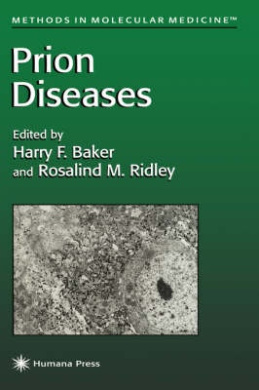 METHODS IN MOLECULAR MEDICINE™
Prion
Diseases
Edited by
Harry F. Baker
and Rosalind M. Ridley
Humana Press